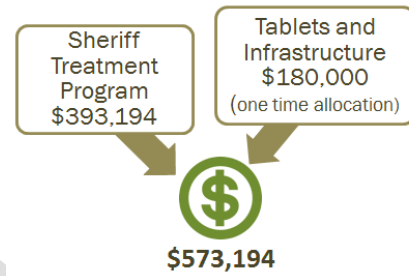 Sheriff
Treatment
Program
$393,194
Tablets and
Infrastructure
$180,000
(one time allocation)
$
$573,194